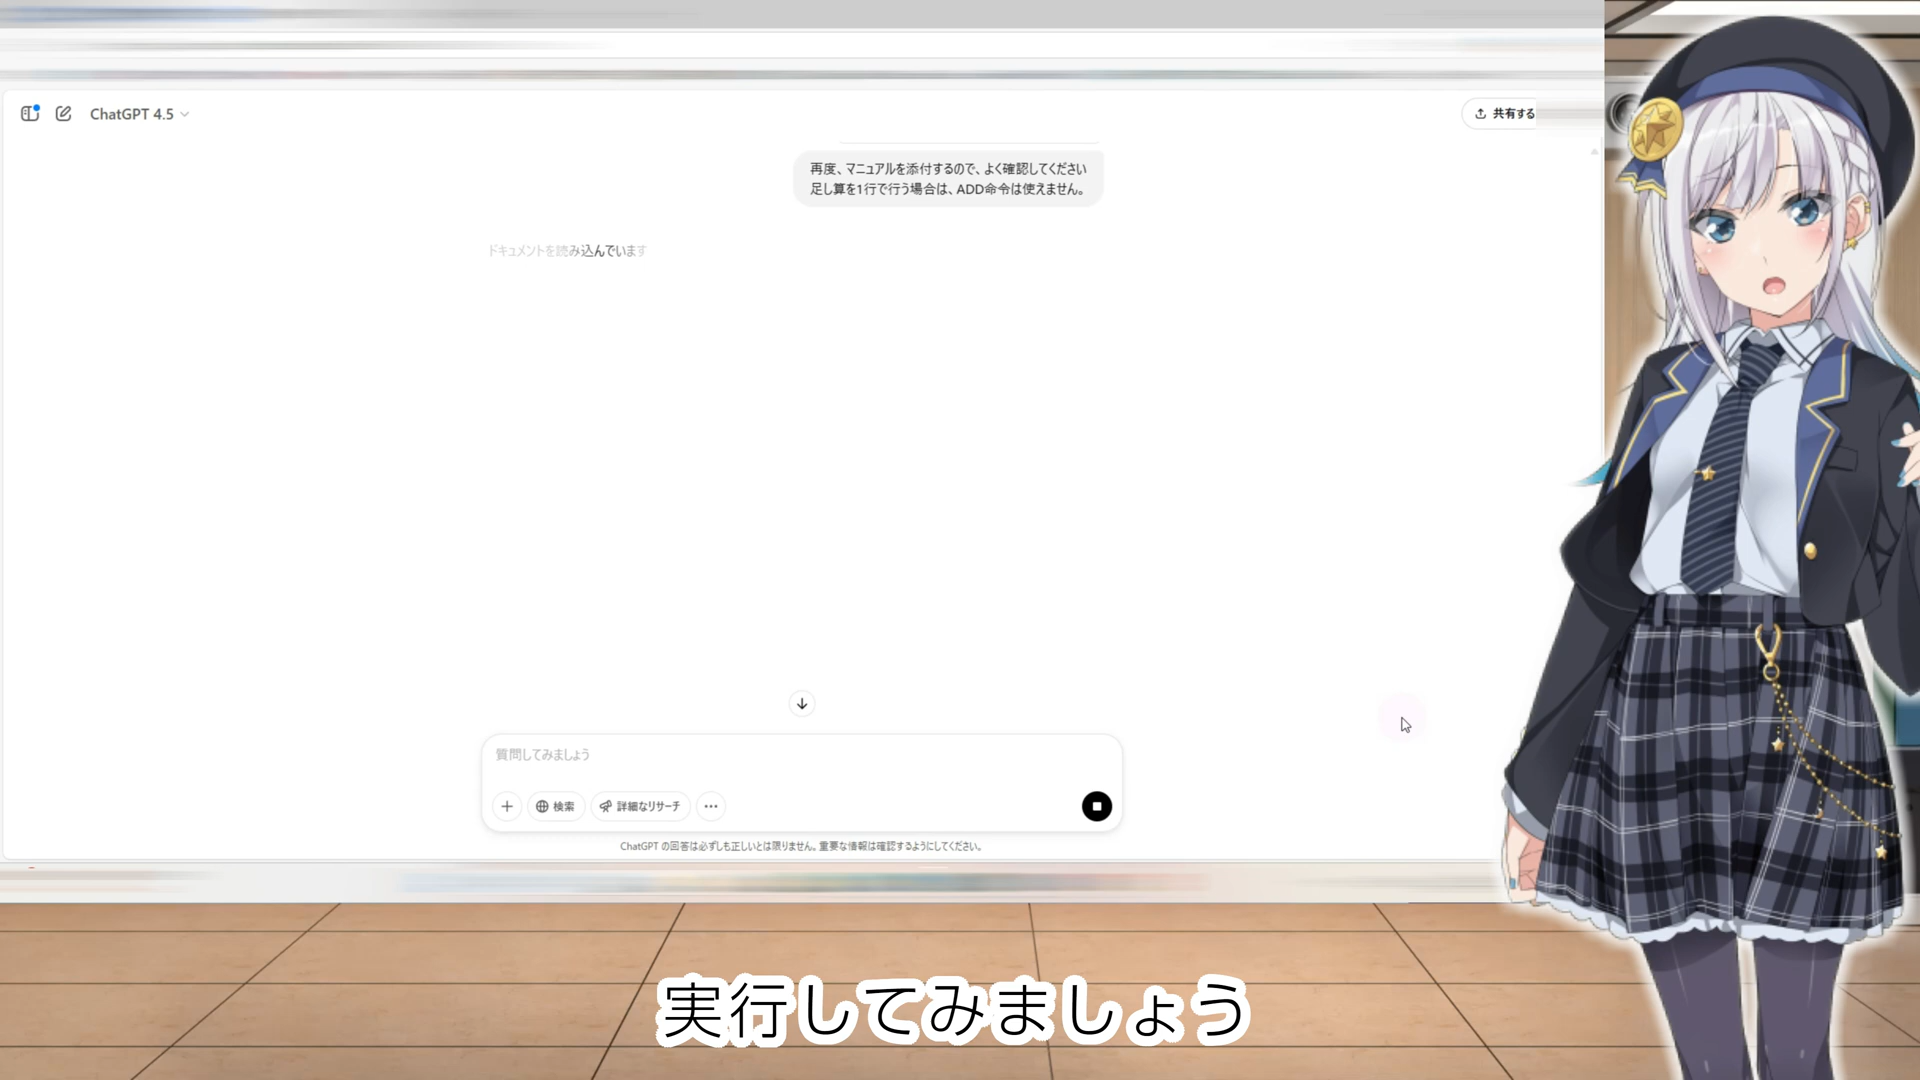 ChatGPT 4.5
共有する
再度、マニュアルを添付するので、よく確認してください
足し算を1行で行う場合は、ADD命令は使えません。
ドキュメントを読み込んでいます
質問してみましょう
検索
詳細なリサーチ
ChatGPT の回答は必ずしも正しいとは限りません。重要な情報は確認するようにしてください。
実行してみましょう